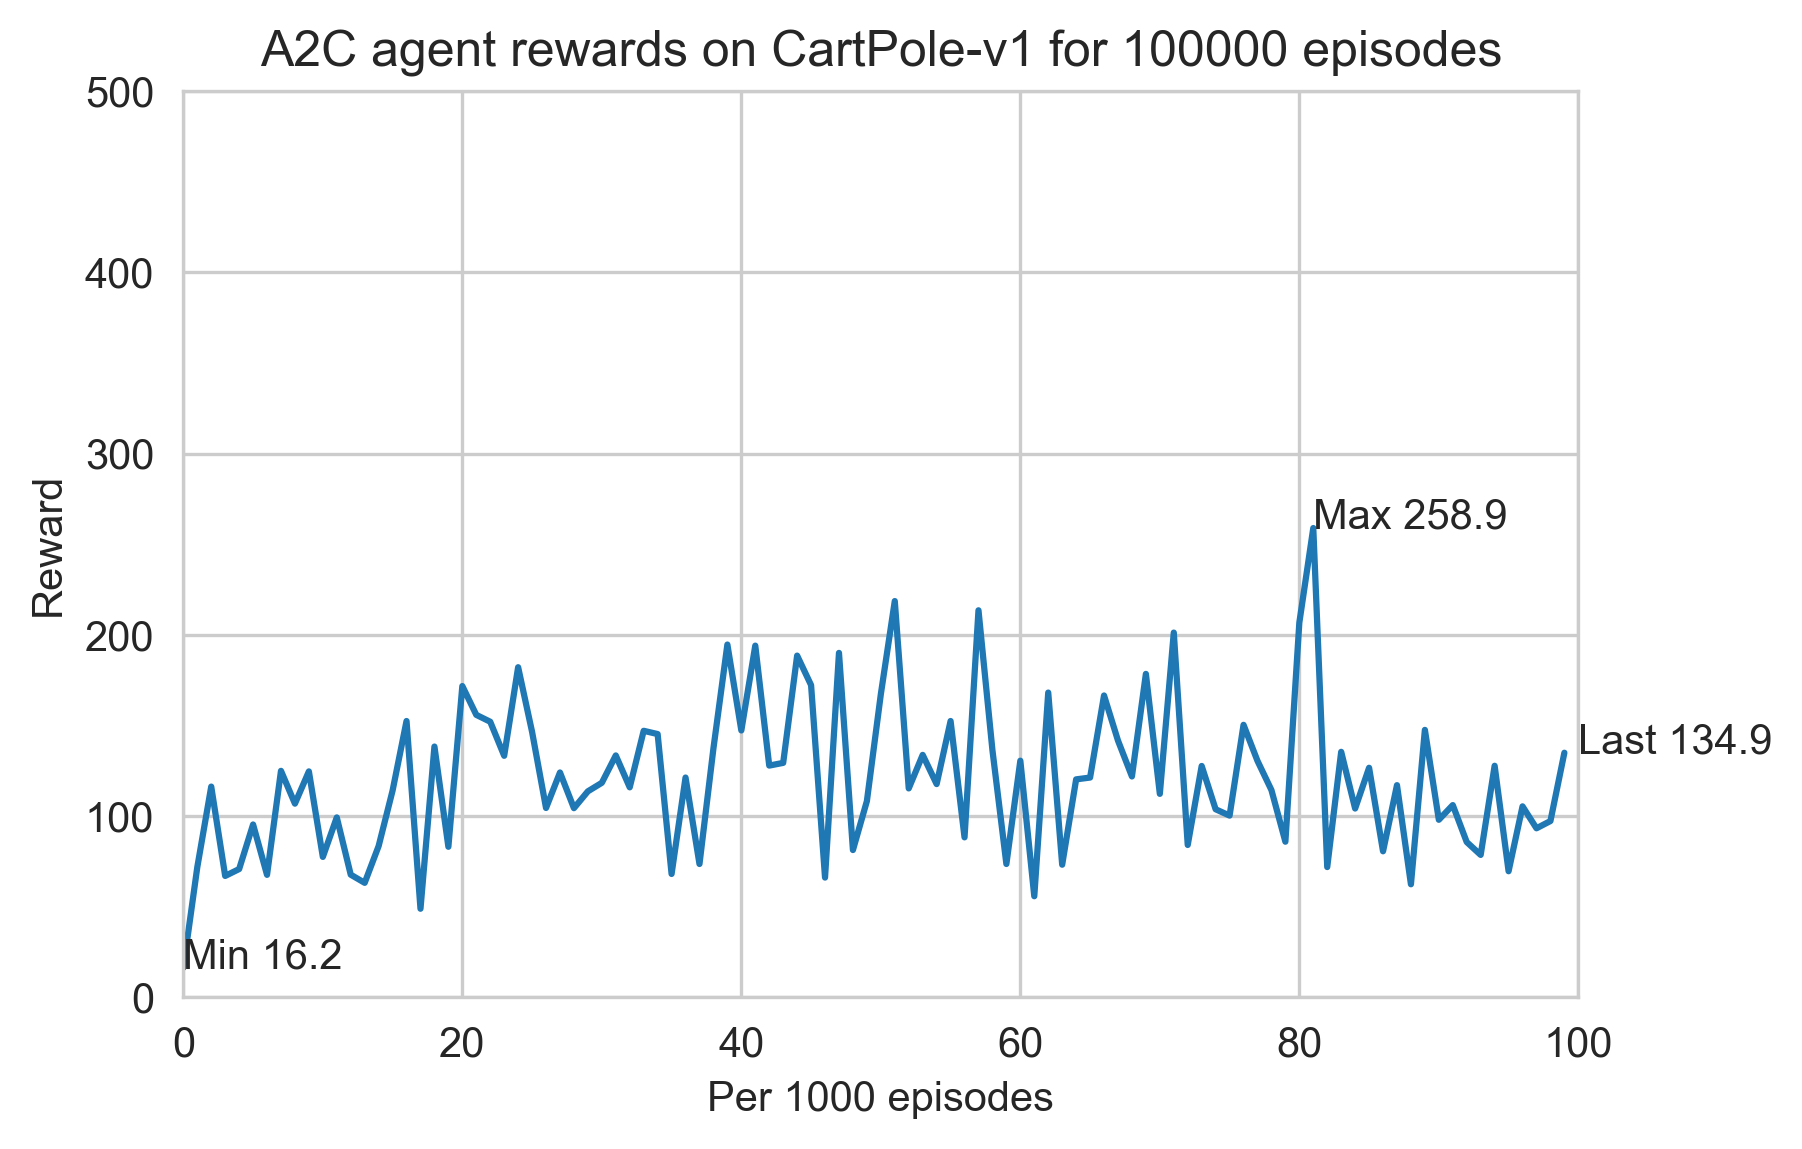 A2C agent rewards on CartPole-v1 for 100000 episodes
500
400
300
200
100
0
Reward
Max 258.9
Last 134.9
Min 16.2
0 20 40 60 80 100
Per 1000 episodes